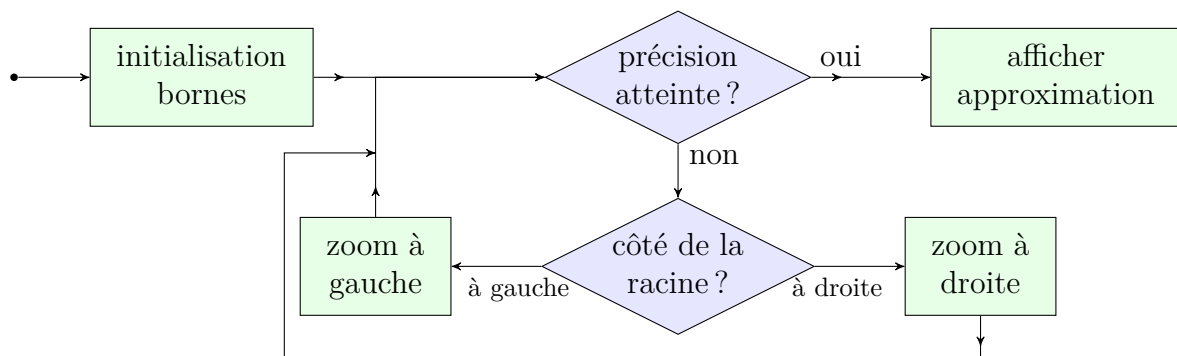 initialisation
bornes
précision
atteinte ?
oui
afficher
approximation
non
zoom à
gauche
à gauche
côté de la
racine ?
à droite
zoom à
droite